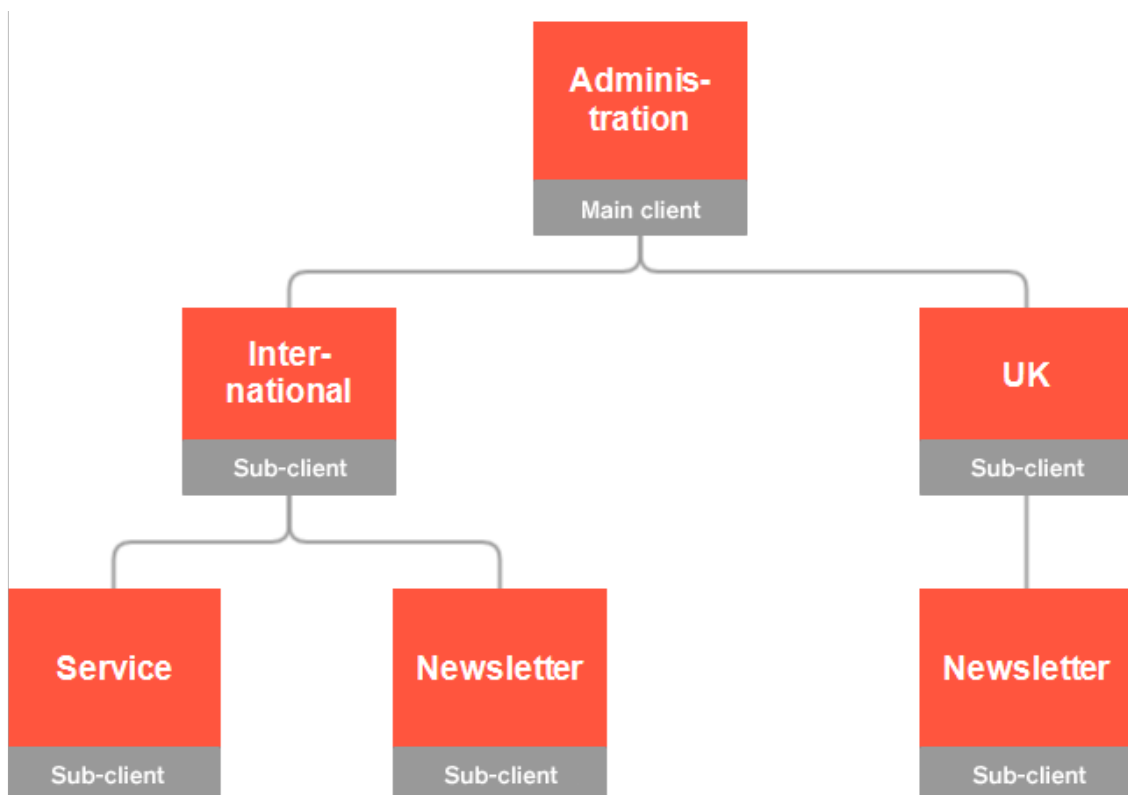 Adminis-
tration
Main client
Inter-
national
Sub-client
UK
Sub-client
Service
Sub-client
Newsletter
Sub-client
Newsletter
Sub-client